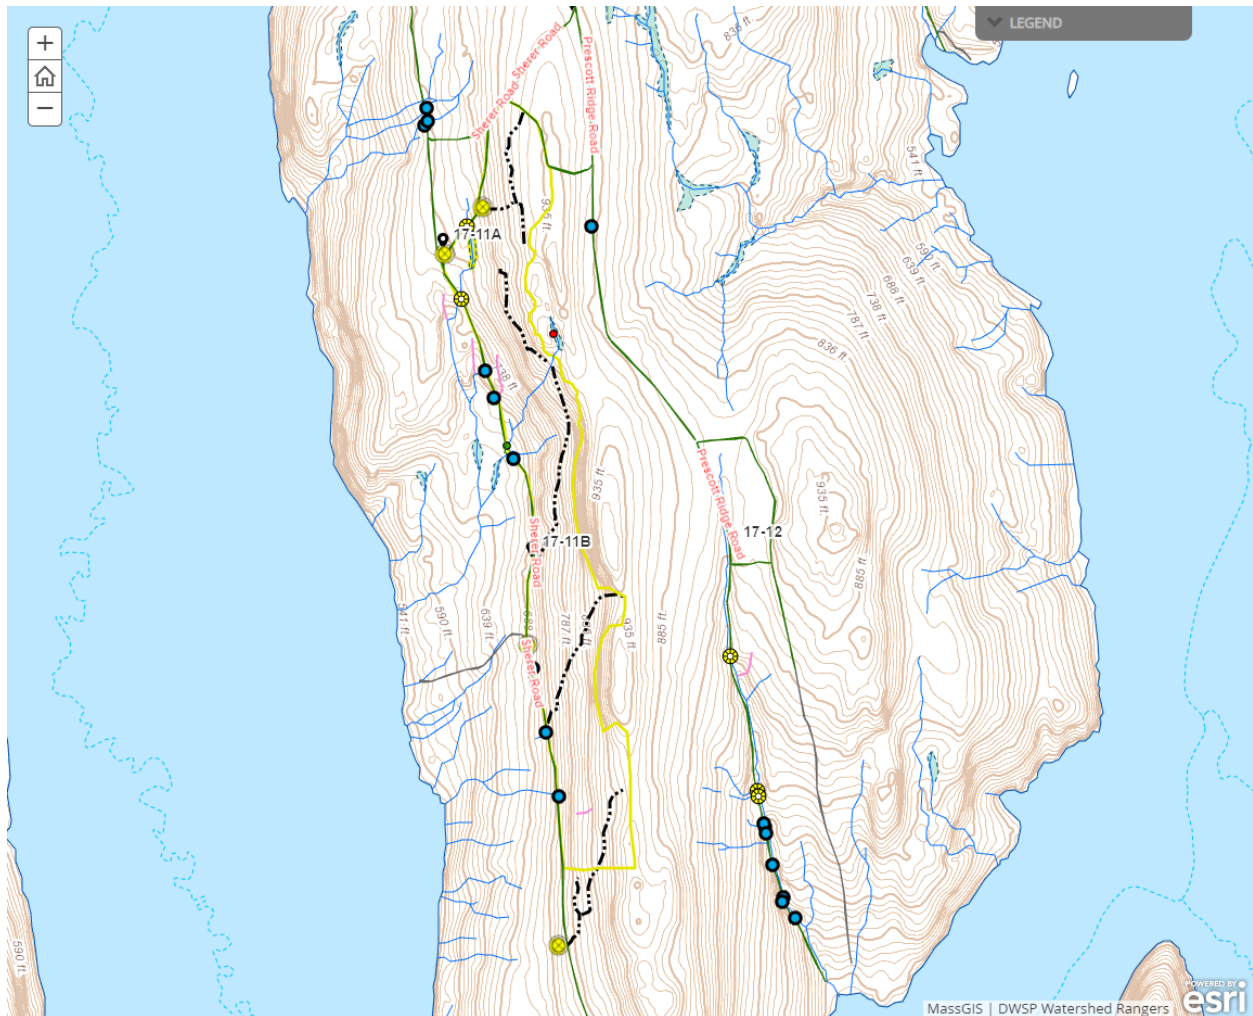 +
−
LEGEND
835 ft
Sherer Road
Sherer Road
Prescott Ridge Road
541 ft
935 ft.
17-11A
590 ft.
639 ft
688 ft
738 ft
787 ft
836 ft.
738 ft
935 ft.
935 ft.
Prescott Ridge Road
17-12
Sherer Road
17-11B
885 ft
541 ft.
590 ft.
639 ft
787 ft.
935 ft.
885 ft.
Sherer Road
590 ft.
MassGIS | DWSP Watershed Rangers
POWERED BY
esri